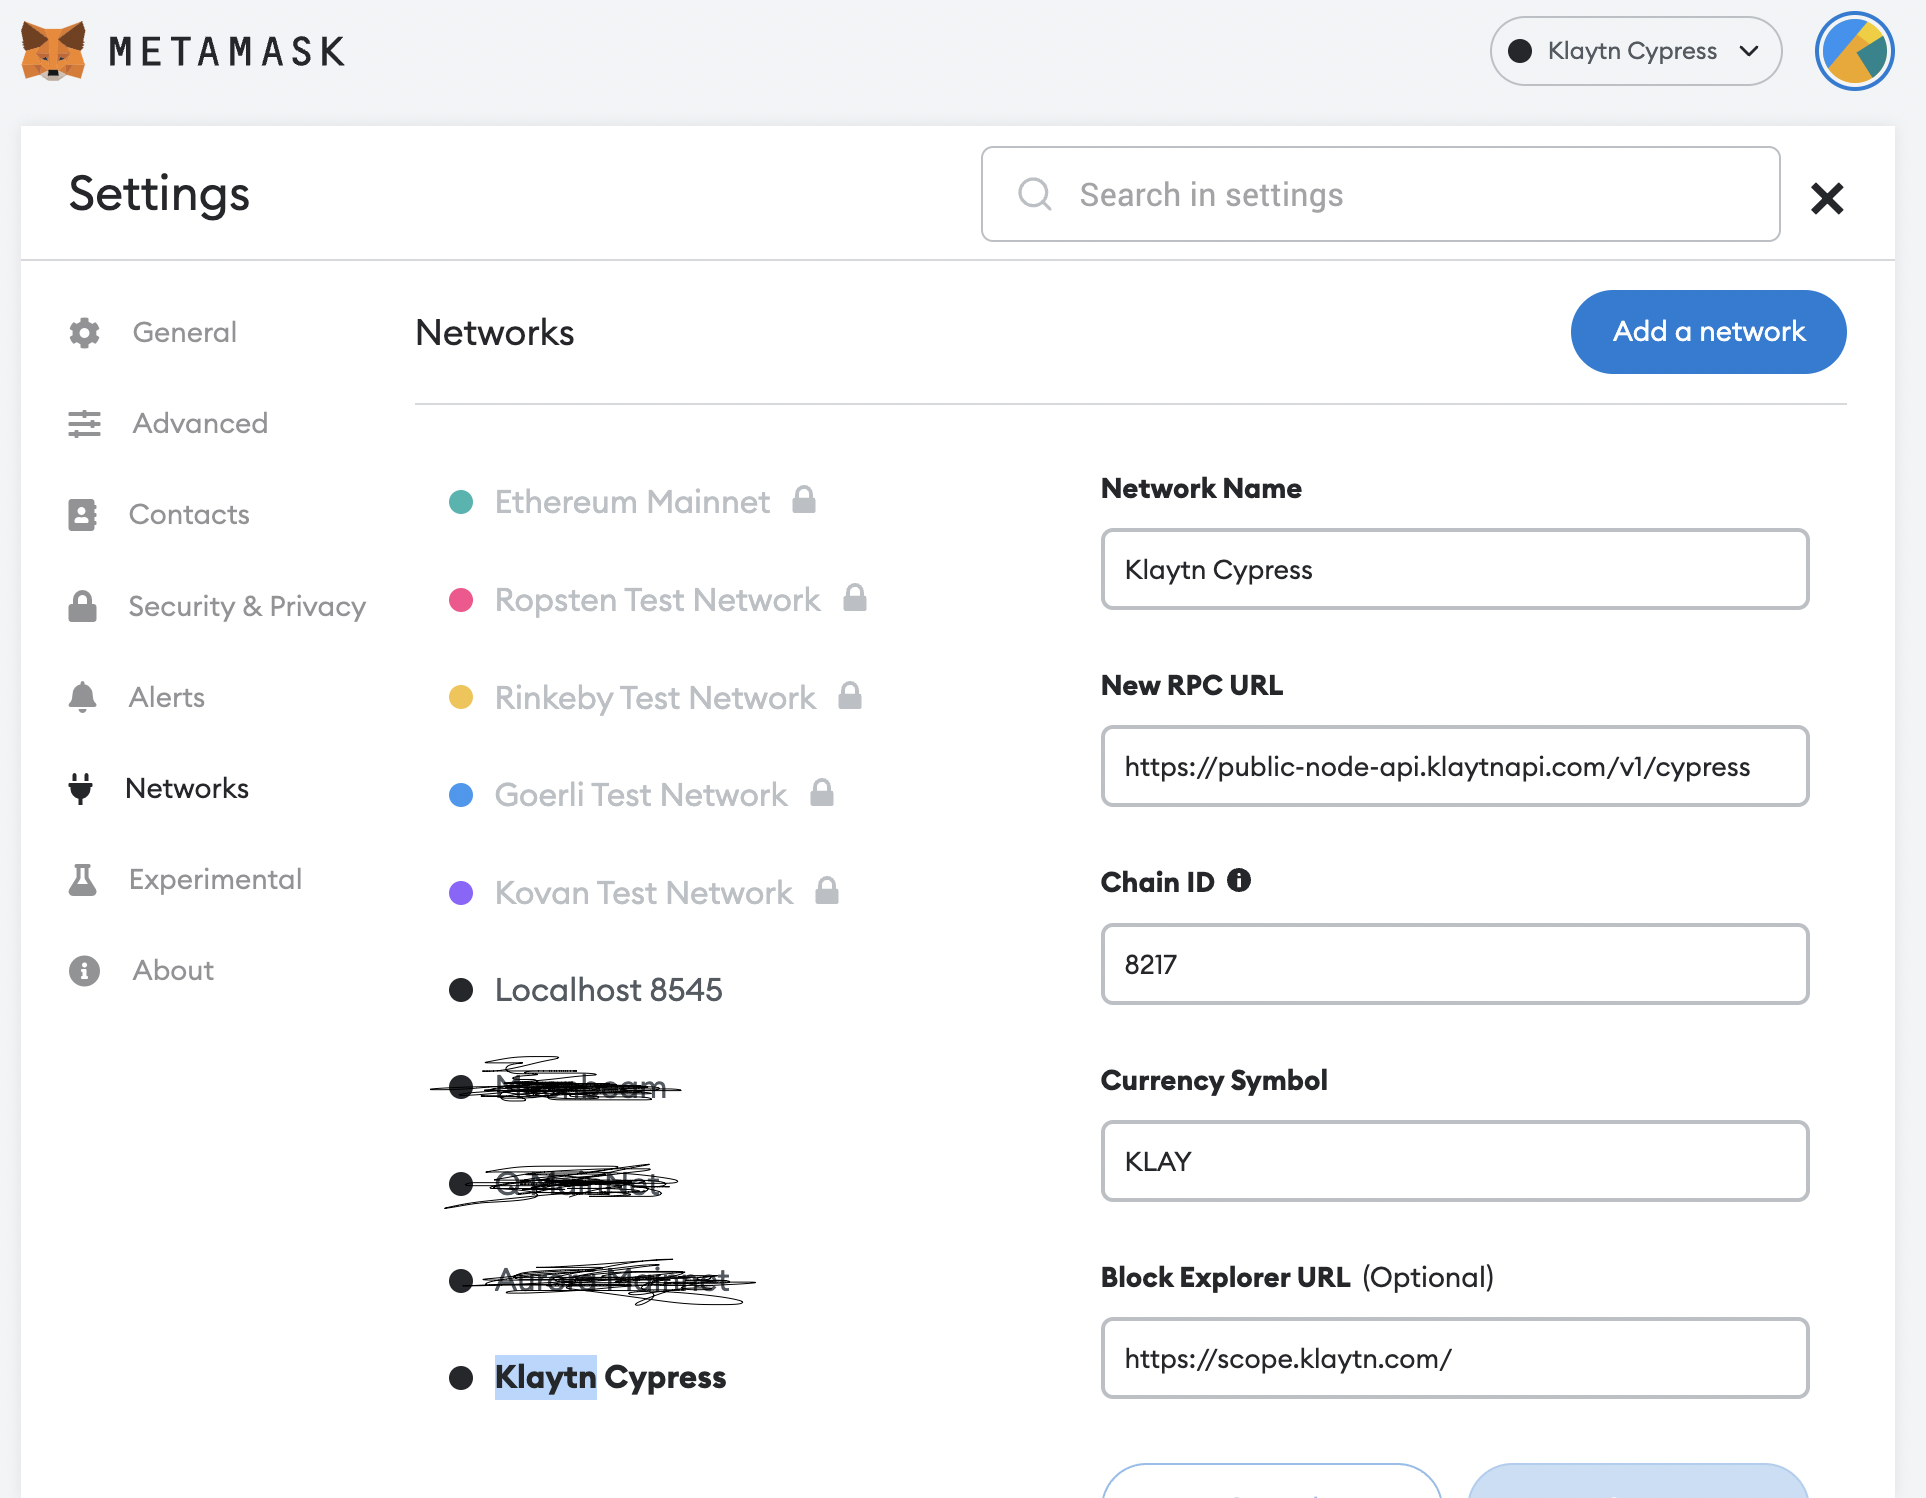 METAMASK
Klaytn Cypress
Settings
Search in settings
General
Advanced
Contacts
Security & Privacy
Alerts
Networks
Experimental
About
Networks
Add a network
Ethereum Mainnet
Ropsten Test Network
Rinkeby Test Network
Goerli Test Network
Kovan Test Network
Localhost 8545
Moonbeam
Aurora Mainnet
Klaytn Cypress
Network Name
Klaytn Cypress
New RPC URL
https://public-node-api.klaytnapi.com/v1/cypress
Chain ID
8217
Currency Symbol
KLAY
Block Explorer URL (Optional)
https://scope.klaytn.com/